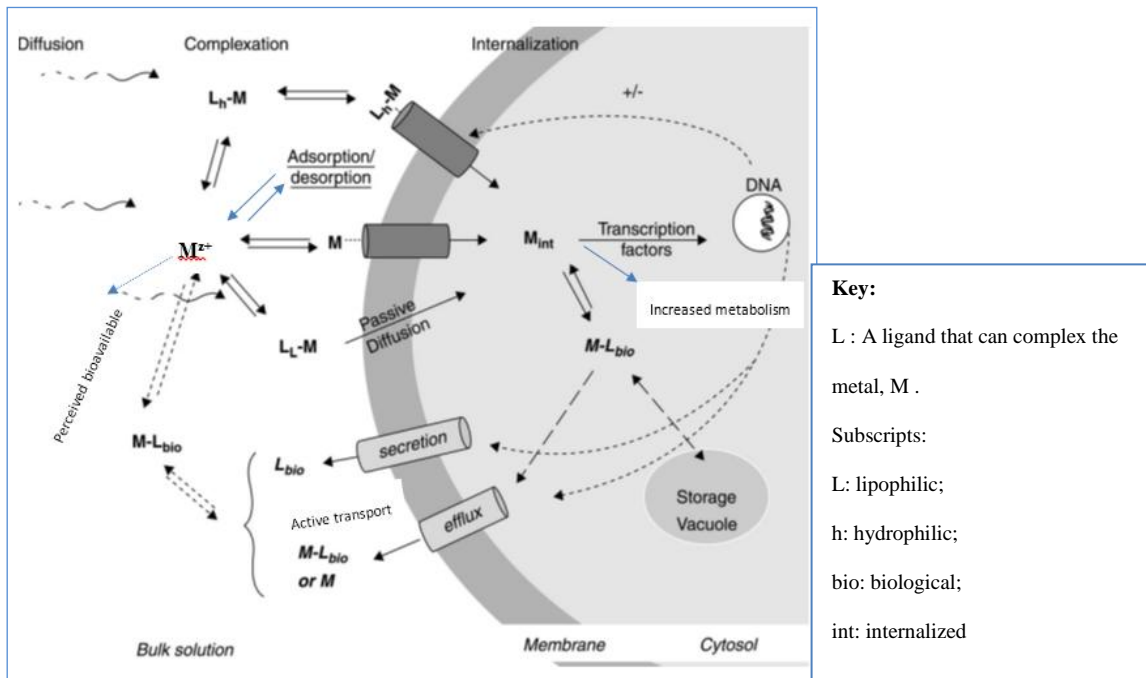 Diffusion
Complexation
Internalization
Lh-M
Lh-M
+/-
Adsorption/
desorption
DNA
Mz+
M
Mint
Transcription
factors
Increased metabolism
Perceived bioavailable
LL-M
Passive
Diffusion
M-Lbio
M-Lbio
secretion
Lbio
Active transport
efflux
M-Lbio
or M
Storage
Vacuole
Bulk solution
Membrane
Cytosol
Key:
L : A ligand that can complex the
metal, M .
Subscripts:
L: lipophilic;
h: hydrophilic;
bio: biological;
int: internalized